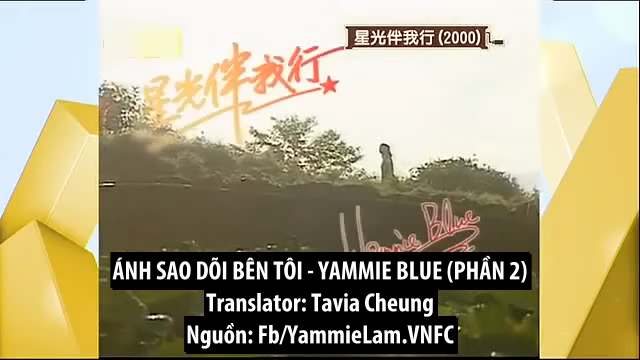 星光伴我行(2000)
星光伴我行
Yammie Blue
ÁNH SAO DÕI BÊN TÔI - YAMMIE BLUE (PHẦN 2)
Translator: Tavia Cheung
Nguồn: Fb/YammieLam.VNFC